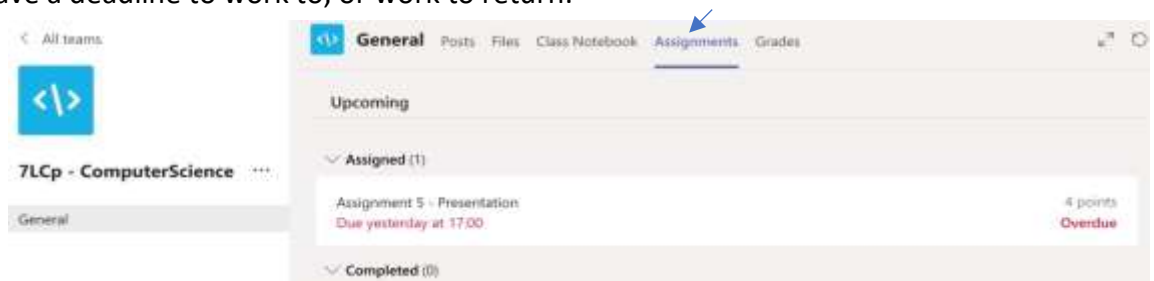 ave a deadline to work to, or work to return.
< All teams
</\>
7LCp - ComputerScience ...
General
</\> General Posts Files Class Notebook Assignments Grades
Upcoming
Assigned (1)
Assignment 5 - Presentation 4 points
Due yesterday at 17:00 Overdue
Completed (0)